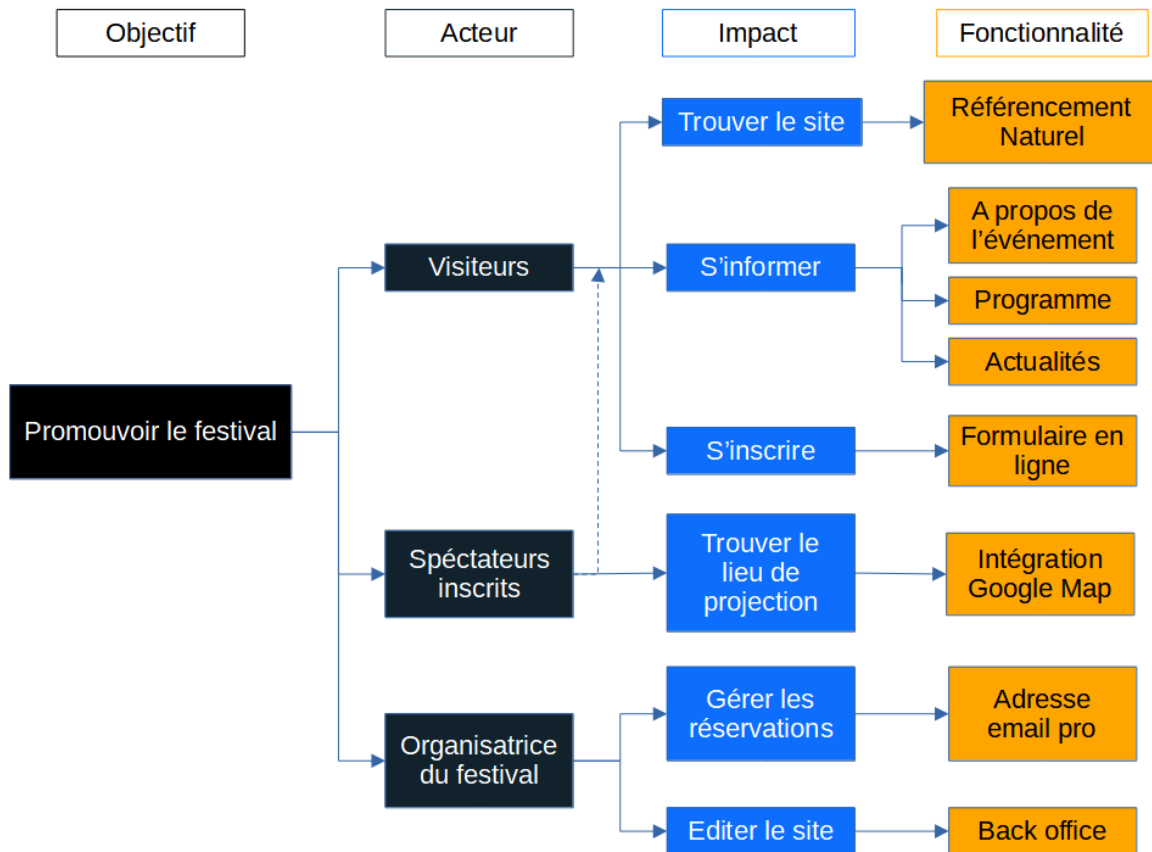 Objectif
Acteur
Impact
Fonctionnalité
Trouver le site
Référencement
Naturel
A propos de
l’événement
Visiteurs
S’informer
Programme
Actualités
Promouvoir le festival
S’inscrire
Formulaire en
ligne
Spéctateurs
inscrits
Trouver le
lieu de
projection
Intégration
Google Map
Gérer les
réservations
Adresse
email pro
Organisatrice
du festival
Editer le site
Back office